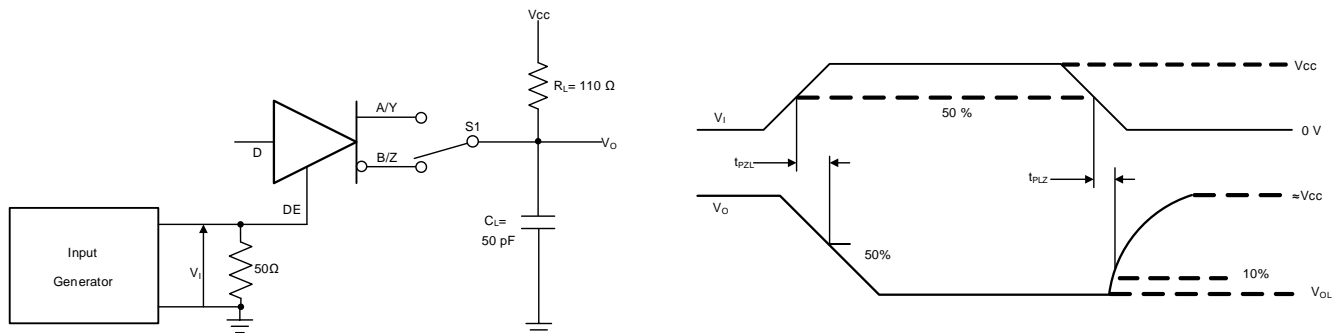 Vcc
RL= 110 Ω
A/Y
S1
VO
D
B/Z
DE
CL=
50 pF
Input
Generator
VI
50Ω
Vcc
50 %
VI
0 V
tPZL
tPLZ
VO
≈Vcc
50%
10%
VOL